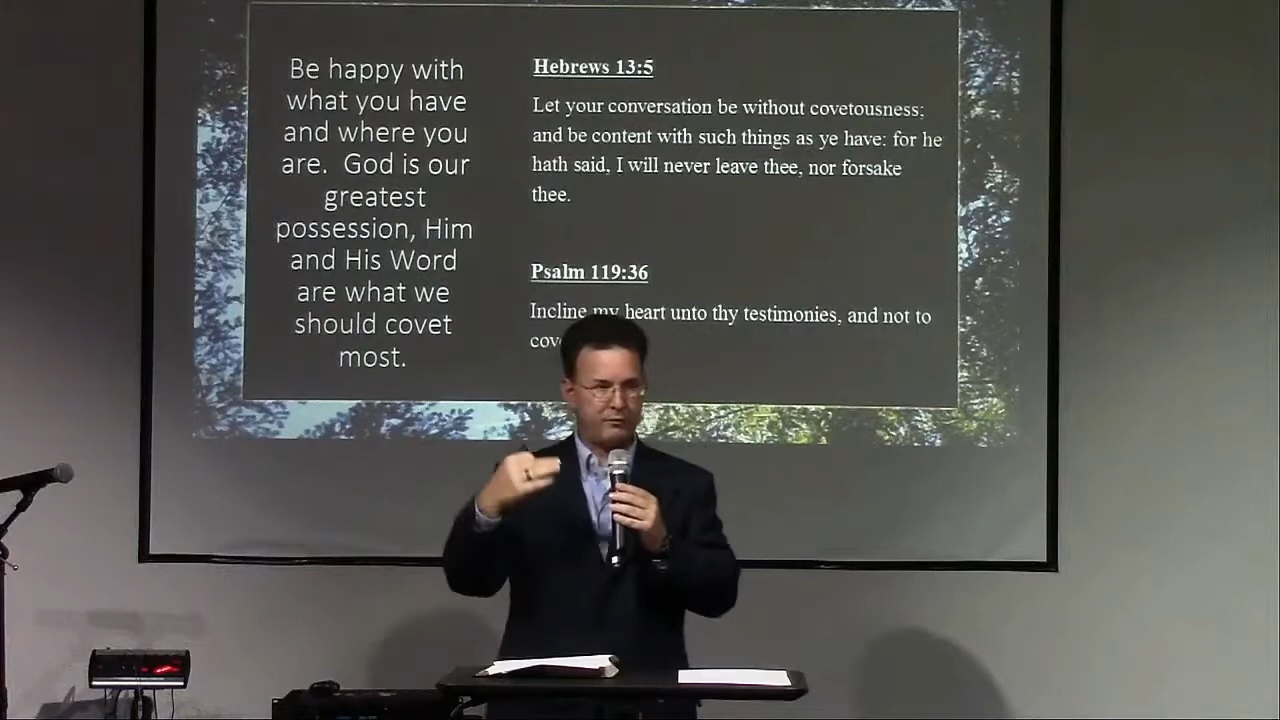 Be happy with
what you have
and where you
are.  God is our
greatest
possession, Him
and His Word
are what we
should covet
most.
Hebrews 13:5
Let your conversation be without covetousness;
and be content with such things as ye have: for he
hath said, I will never leave thee, nor forsake
thee.
Psalm 119:36
Incline my heart unto thy testimonies, and not to